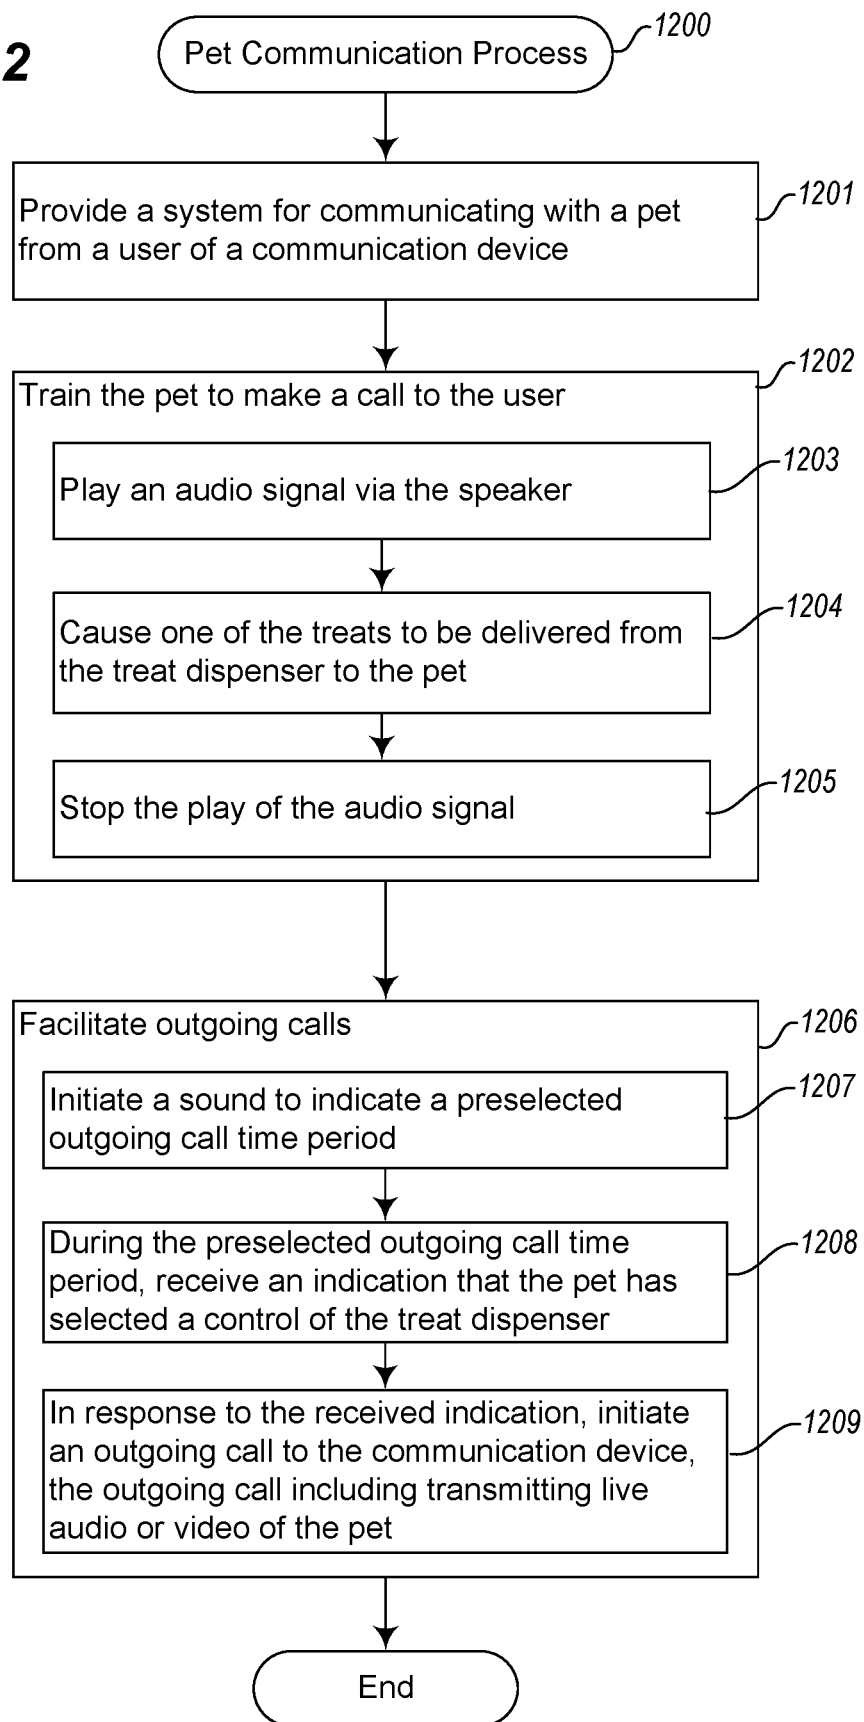 2
Pet Communication Process
1200
Provide a system for communicating with a pet
from a user of a communication device
1201
Train the pet to make a call to the user
1202
Play an audio signal via the speaker
1203
Cause one of the treats to be delivered from
the treat dispenser to the pet
1204
Stop the play of the audio signal
1205
Facilitate outgoing calls
1206
Initiate a sound to indicate a preselected
outgoing call time period
1207
During the preselected outgoing call time
period, receive an indication that the pet has
selected a control of the treat dispenser
1208
In response to the received indication, initiate
an outgoing call to the communication device,
the outgoing call including transmitting live
audio or video of the pet
1209
End